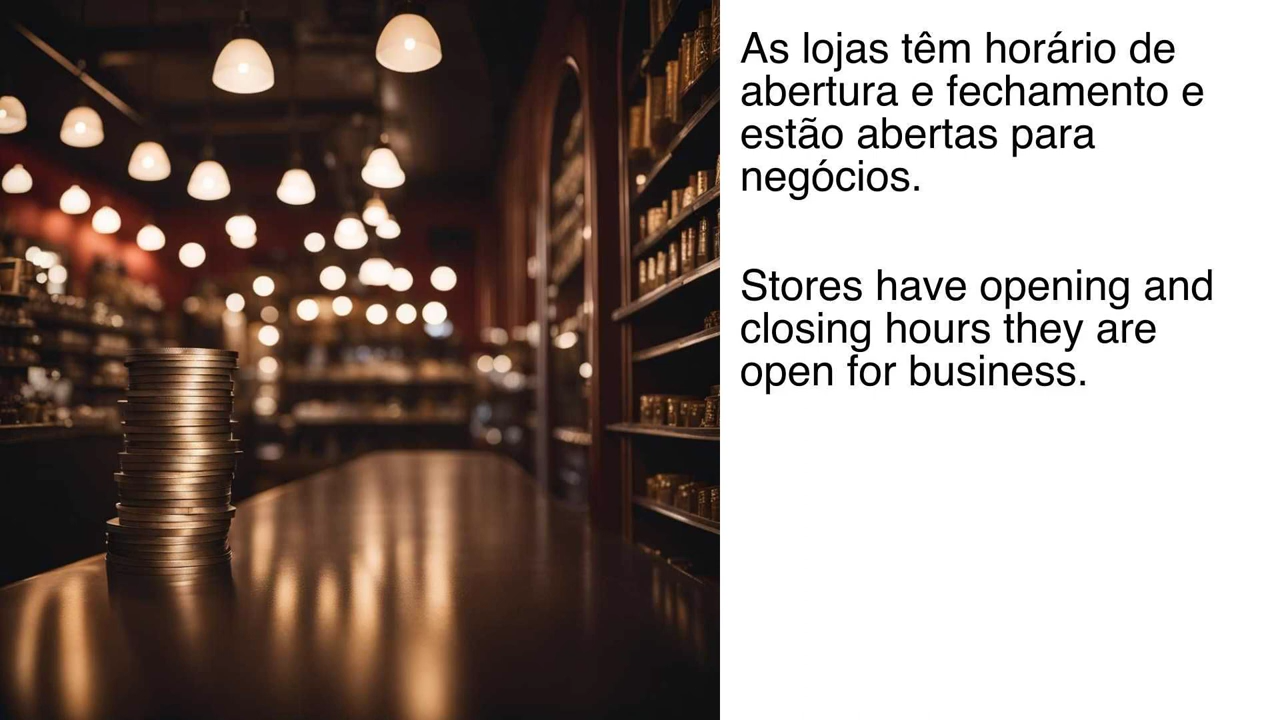 As lojas têm horário de
abertura e fechamento e
estão abertas para
negócios.
Stores have opening and
closing hours they are
open for business.